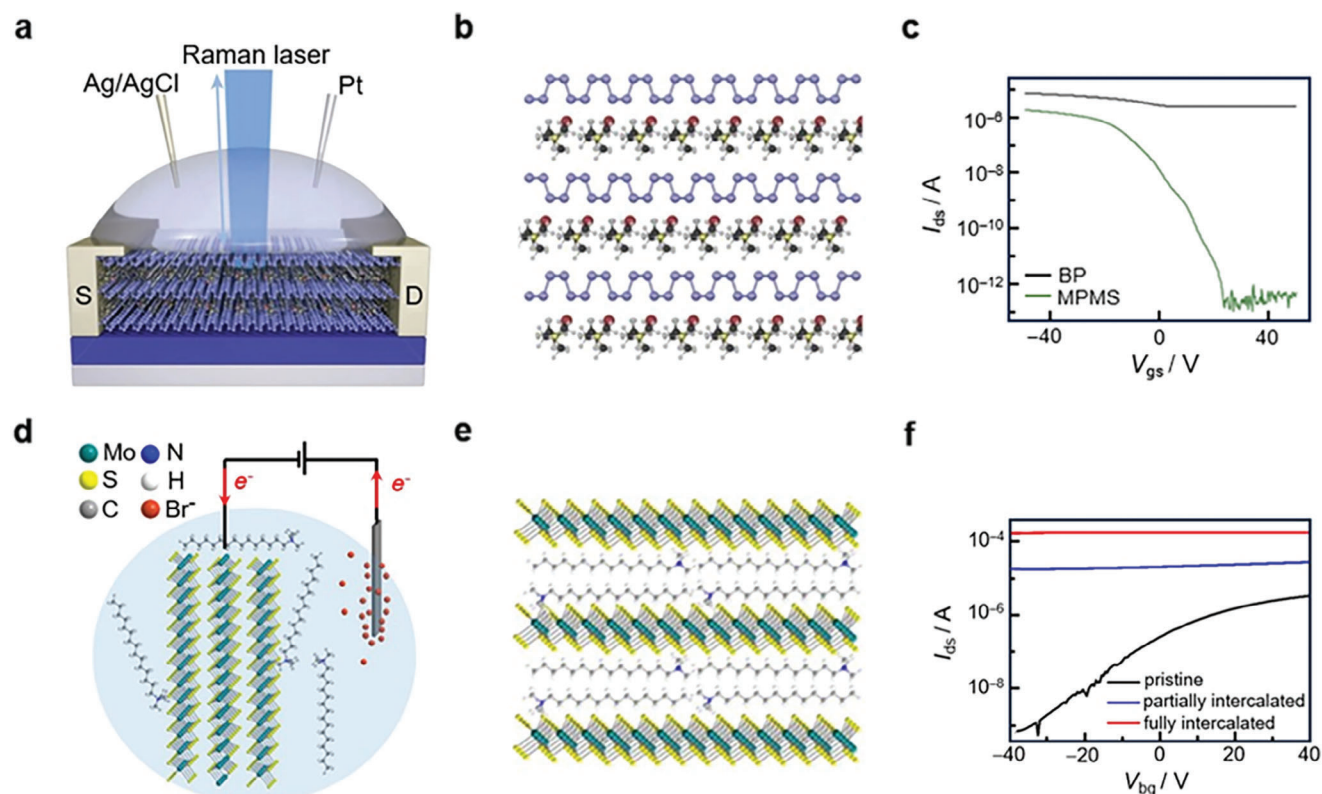 a
Raman laser
Ag/AgCl
Pt
S
D
b
c
10⁻⁶
10⁻⁸
10⁻¹⁰
10⁻¹²
I_ds / A
BP
MPMS
−40
0
40
V_gs / V
d
Mo
N
S
H
C
Br⁻
e⁻
e⁻
e
f
10⁻⁴
10⁻⁶
10⁻⁸
I_ds / A
pristine
partially intercalated
fully intercalated
−40
−20
0
20
40
V_bg / V